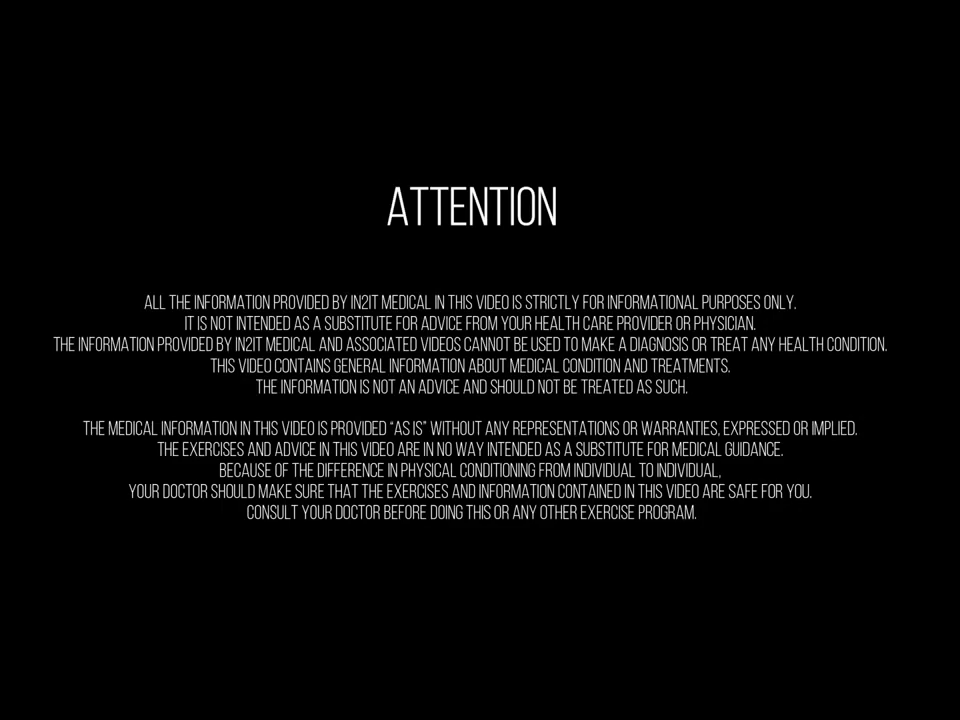 ATTENTION
ALL THE INFORMATION PROVIDED BY IN2IT MEDICAL IN THIS VIDEO IS STRICTLY FOR INFORMATIONAL PURPOSES ONLY.
IT IS NOT INTENDED AS A SUBSTITUTE FOR ADVICE FROM YOUR HEALTH CARE PROVIDER OR PHYSICIAN.
THE INFORMATION PROVIDED BY IN2IT MEDICAL AND ASSOCIATED VIDEOS CANNOT BE USED TO MAKE A DIAGNOSIS OR TREAT ANY HEALTH CONDITION.
THIS VIDEO CONTAINS GENERAL INFORMATION ABOUT MEDICAL CONDITION AND TREATMENTS.
THE INFORMATION IS NOT AN ADVICE AND SHOULD NOT BE TREATED AS SUCH.
THE MEDICAL INFORMATION IN THIS VIDEO IS PROVIDED “AS IS” WITHOUT ANY REPRESENTATIONS OR WARRANTIES, EXPRESSED OR IMPLIED.
THE EXERCISES AND ADVICE IN THIS VIDEO ARE IN NO WAY INTENDED AS A SUBSTITUTE FOR MEDICAL GUIDANCE.
BECAUSE OF THE DIFFERENCE IN PHYSICAL CONDITIONING FROM INDIVIDUAL TO INDIVIDUAL,
YOUR DOCTOR SHOULD MAKE SURE THAT THE EXERCISES AND INFORMATION CONTAINED IN THIS VIDEO ARE SAFE FOR YOU.
CONSULT YOUR DOCTOR BEFORE DOING THIS OR ANY OTHER EXERCISE PROGRAM.